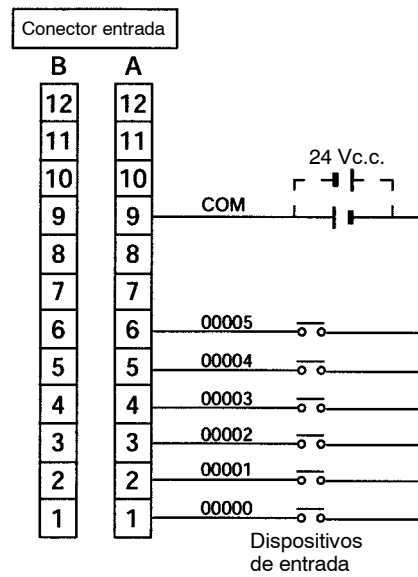 Conector entrada
B A
12 12
11 11
10 10
24 Vc.c.
9 9 COM
8 8
7 7
6 6 00005
5 5 00004
4 4 00003
3 3 00002
2 2 00001
1 1 00000
Dispositivos
de entrada